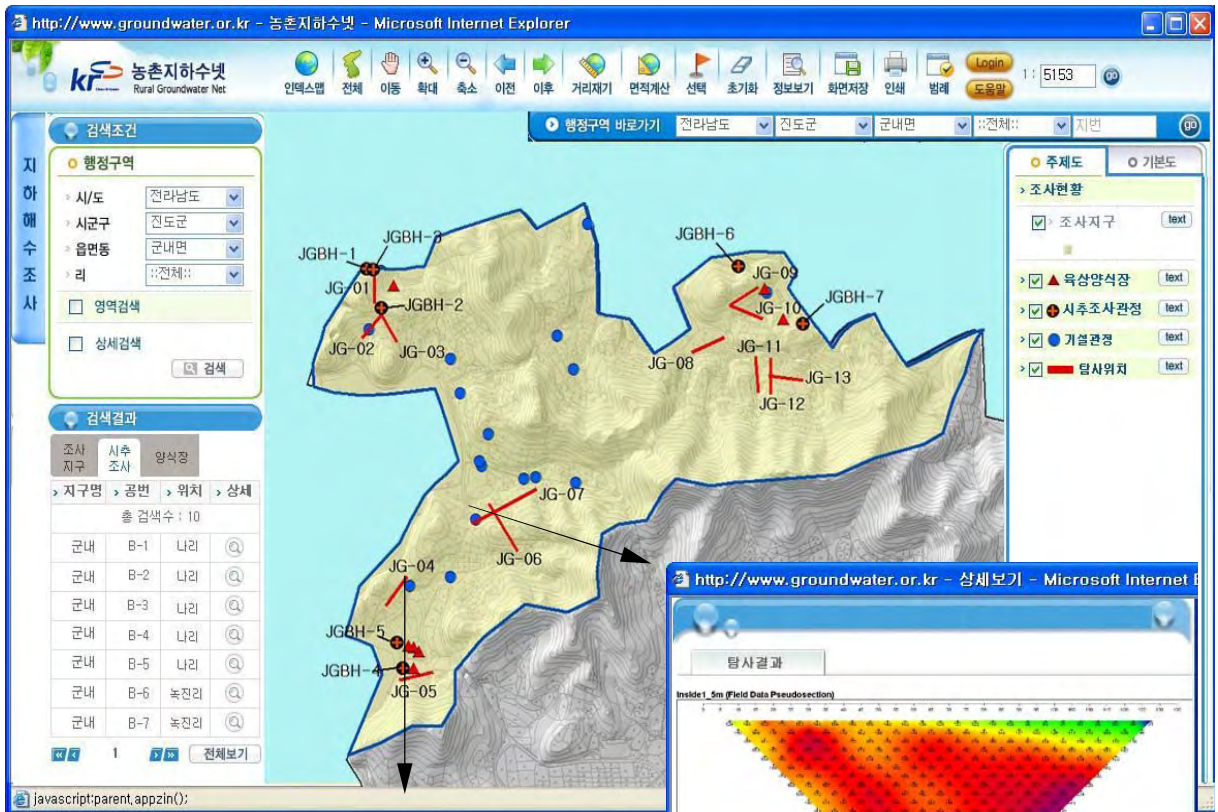 http://www.groundwater.or.kr - 농촌지하수넷 - Microsoft Internet Explorer
농촌지하수넷
Rural Groundwater Net
인덱스맵 전체 이동 확대 축소 이전 이후 거리재기 면적계산 선택 초기화 정보보기 화면저장 인쇄 범례
Login
도움말
1 : 5153 go
행정구역 바로가기 전라남도 진도군 군내면 ::전체:: 지번 go
지하해수조사
검색조건
행정구역
시/도 전라남도
시군구 진도군
읍면동 군내면
리 ::전체::
영역검색
상세검색
검색
검색결과
조사지구 시추조사 양식장
지구명 공번 위치 상세
총 검색수 : 10
군내 B-1 나리
군내 B-2 나리
군내 B-3 나리
군내 B-4 나리
군내 B-5 나리
군내 B-6 녹진리
군내 B-7 녹진리
1 전체보기
JGBH-3
JGBH-1
JG-01
JGBH-2
JG-02
JG-03
JGBH-6
JG-09
JG-10
JGBH-7
JG-08
JG-11
JG-13
JG-12
JG-07
JG-06
JG-04
JGBH-5
JGBH-4
JG-05
주제도 기본도
조사현황
조사지구 text
육상양식장 text
시추조사관정 text
기설관정 text
탐사위치 text
http://www.groundwater.or.kr - 상세보기 - Microsoft Internet E
탐사결과
Inside1_5m (Field Data Pseudosection)
javascript:parent,appzin();